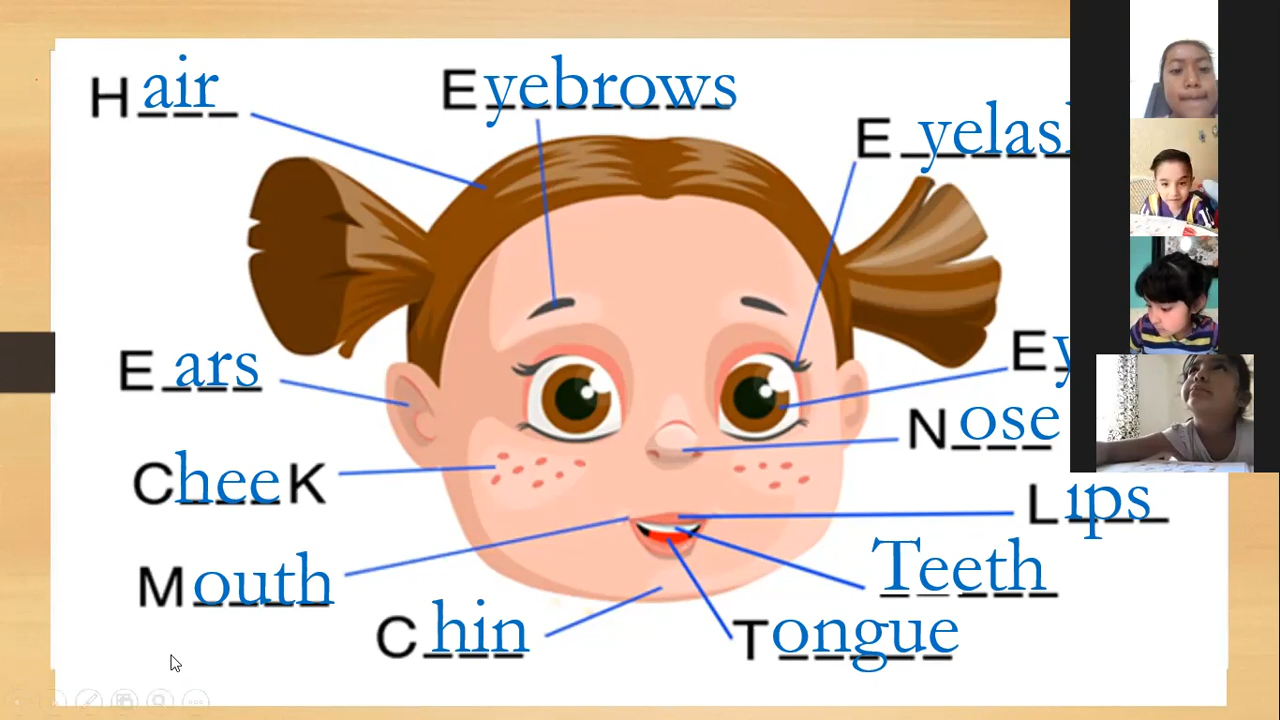 Hair
Eyebrows
Eyelas
Ears
Ey
Nose
CheeK
Lips
Mouth
Teeth
Chin
Tongue